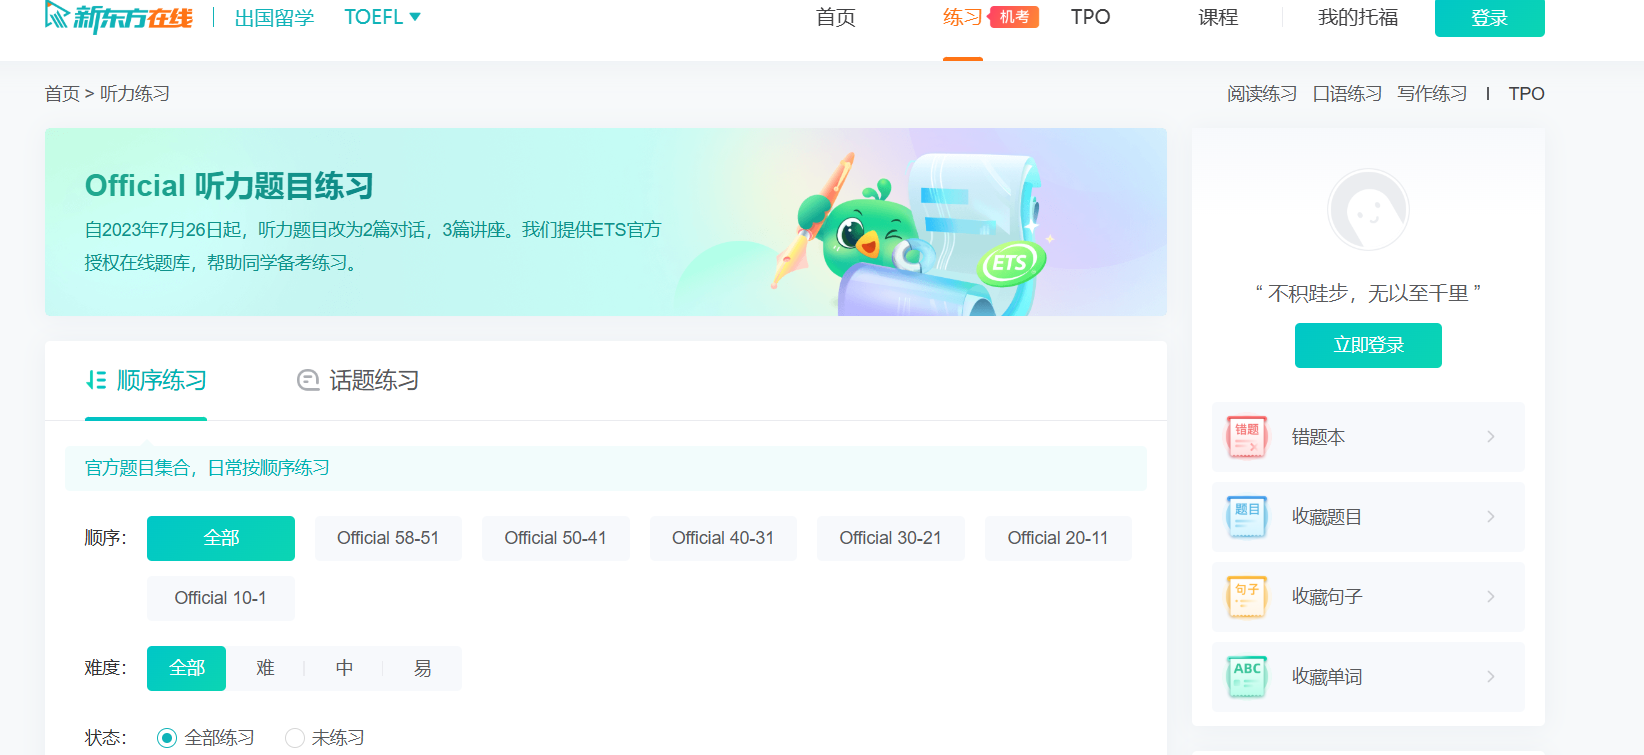 新东方在线 出国留学 TOEFL 首页 练习 机考 TPO 课程 我的托福 登录
首页 > 听力练习 阅读练习 口语练习 写作练习 I TPO
Official 听力题目练习
自2023年7月26日起，听力题目改为2篇对话，3篇讲座。我们提供ETS官方
授权在线题库，帮助同学备考练习。
ETS
顺序练习 话题练习
官方题目集合，日常按顺序练习
顺序： 全部 Official 58-51 Official 50-41 Official 40-31 Official 30-21 Official 20-11
Official 10-1
难度： 全部 难 中 易
状态： 全部练习 未练习
“ 不积跬步，无以至千里 ”
立即登录
错题 错题本
题目 收藏题目
句子 收藏句子
ABC 收藏单词